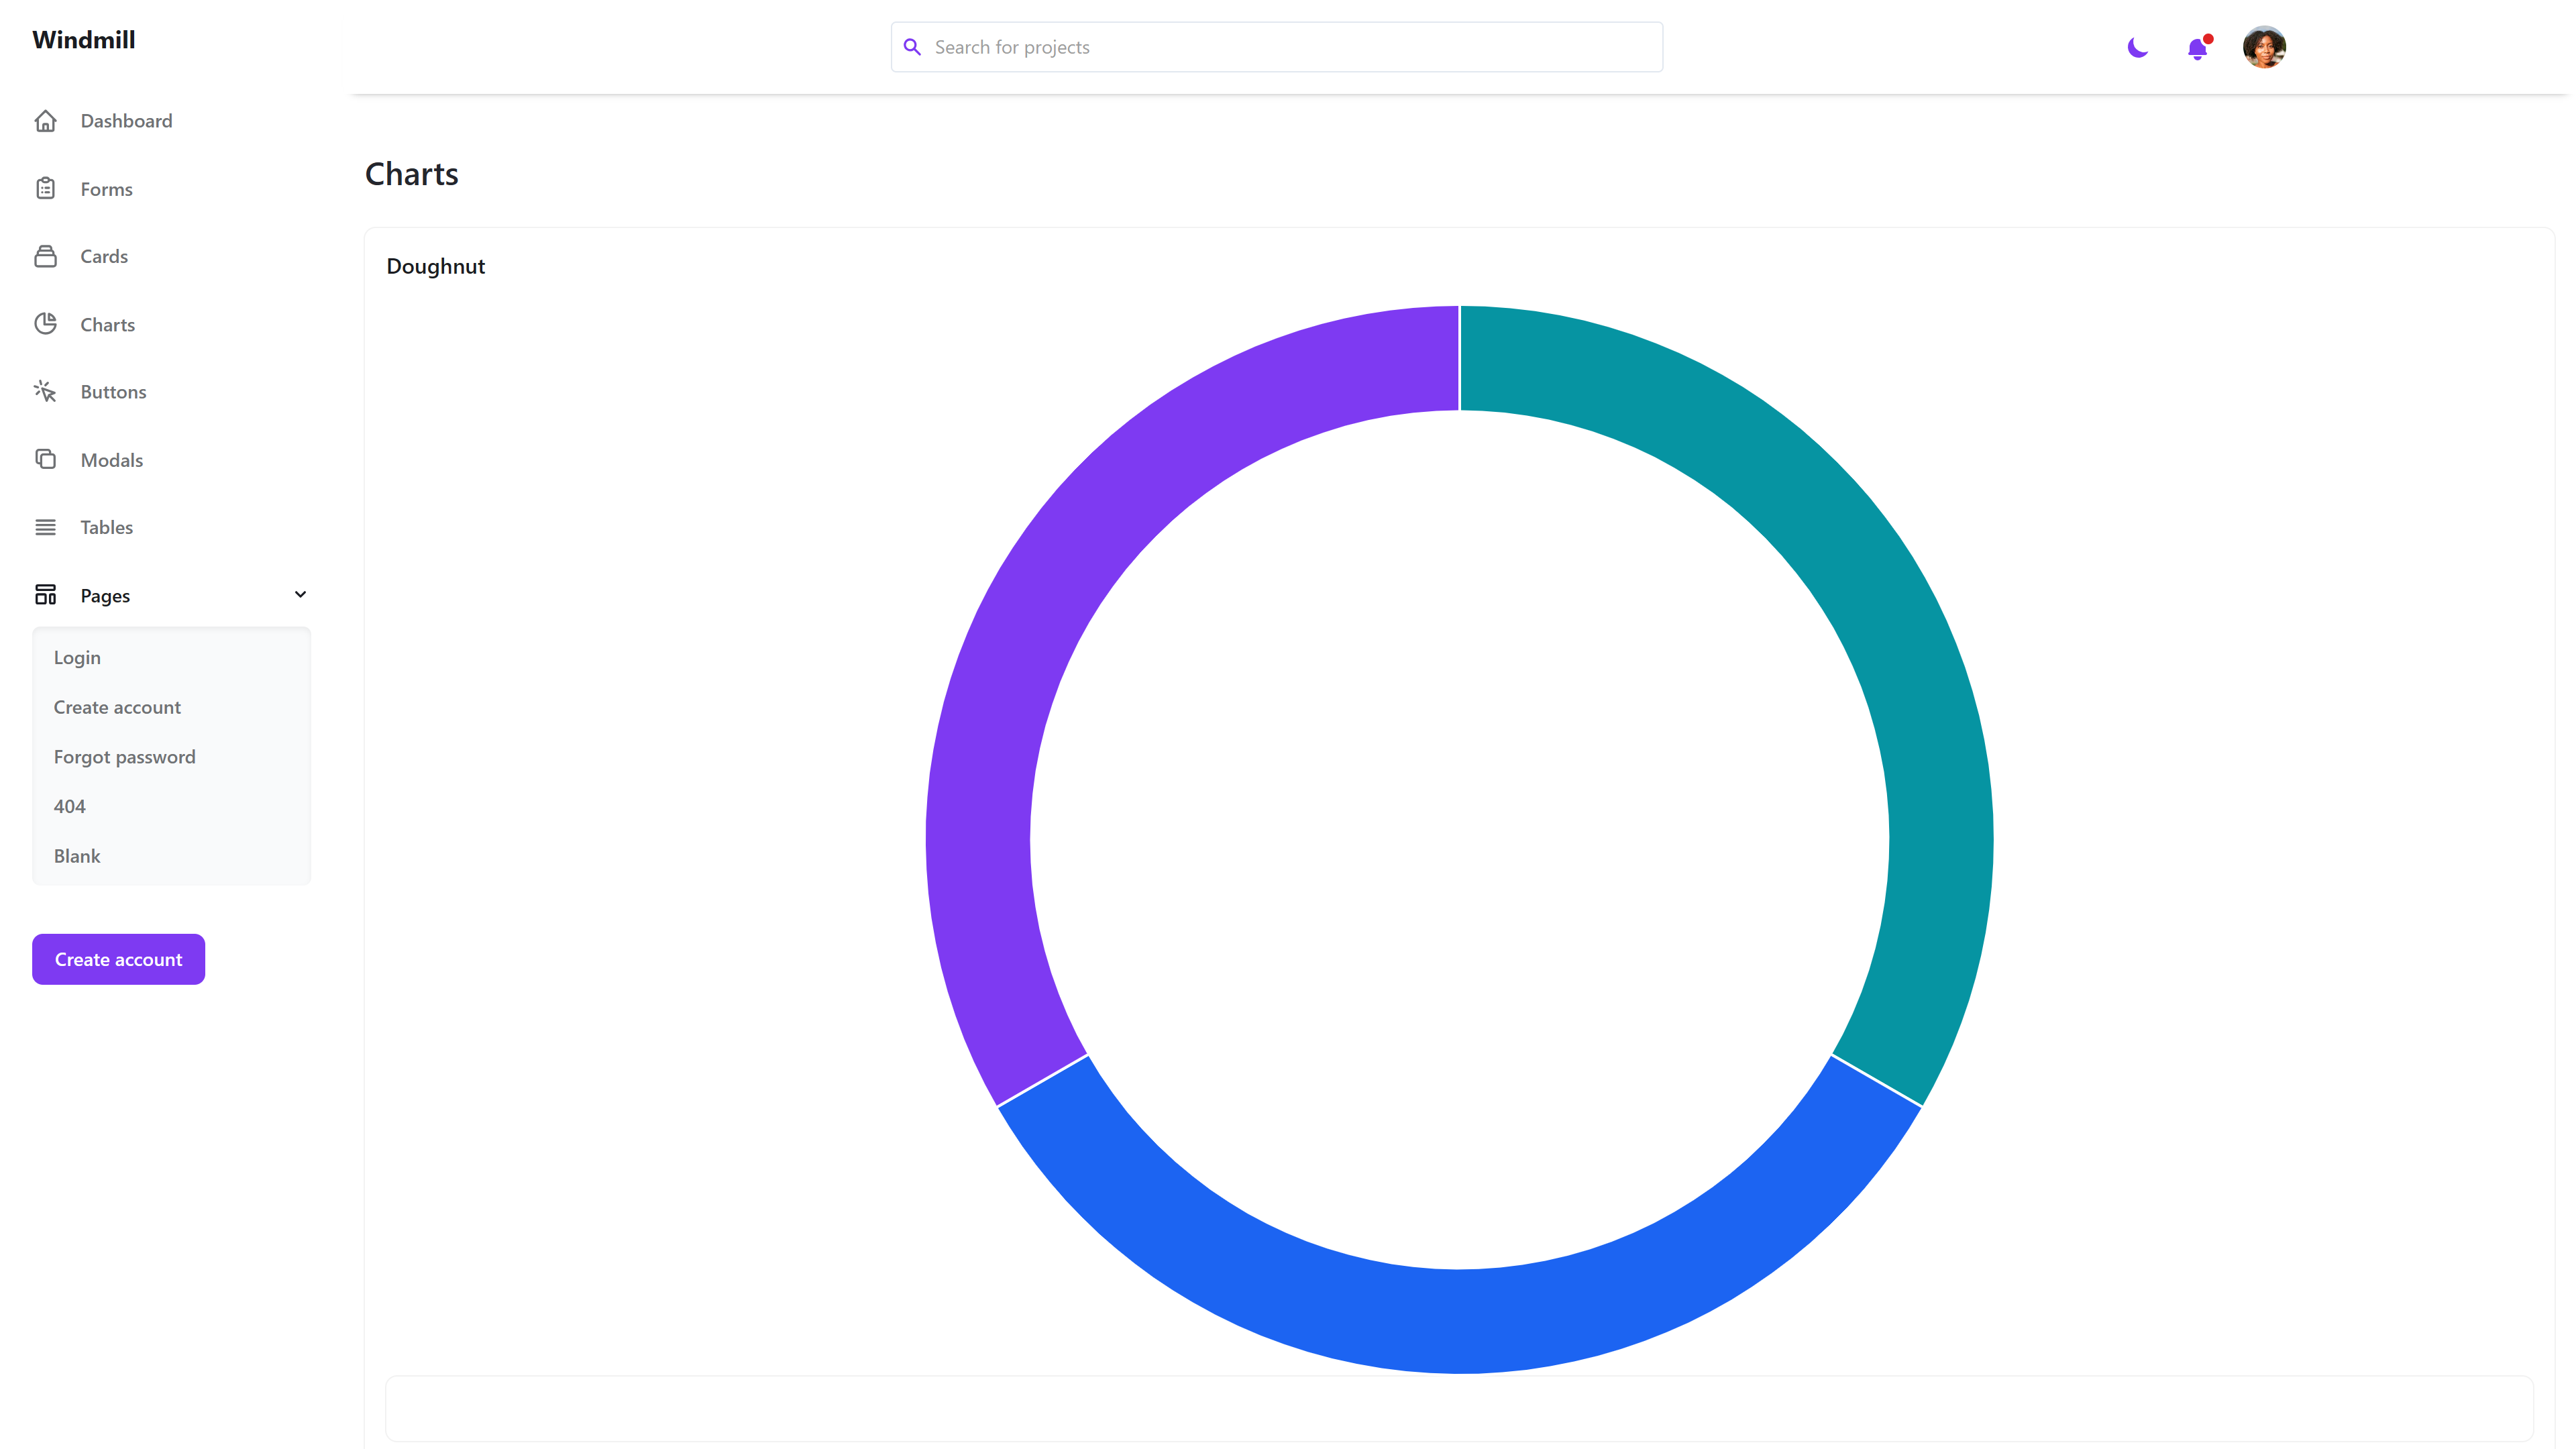 Windmill
Search for projects
Dashboard
Forms
Cards
Charts
Buttons
Modals
Tables
Pages
Login
Create account
Forgot password
404
Blank
Create account
Charts
Doughnut